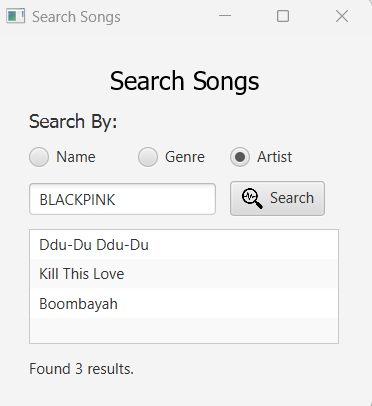 Search Songs
Search Songs
Search By:
Name Genre Artist
BLACKPINK Search
Ddu-Du Ddu-Du
Kill This Love
Boombayah
Found 3 results.